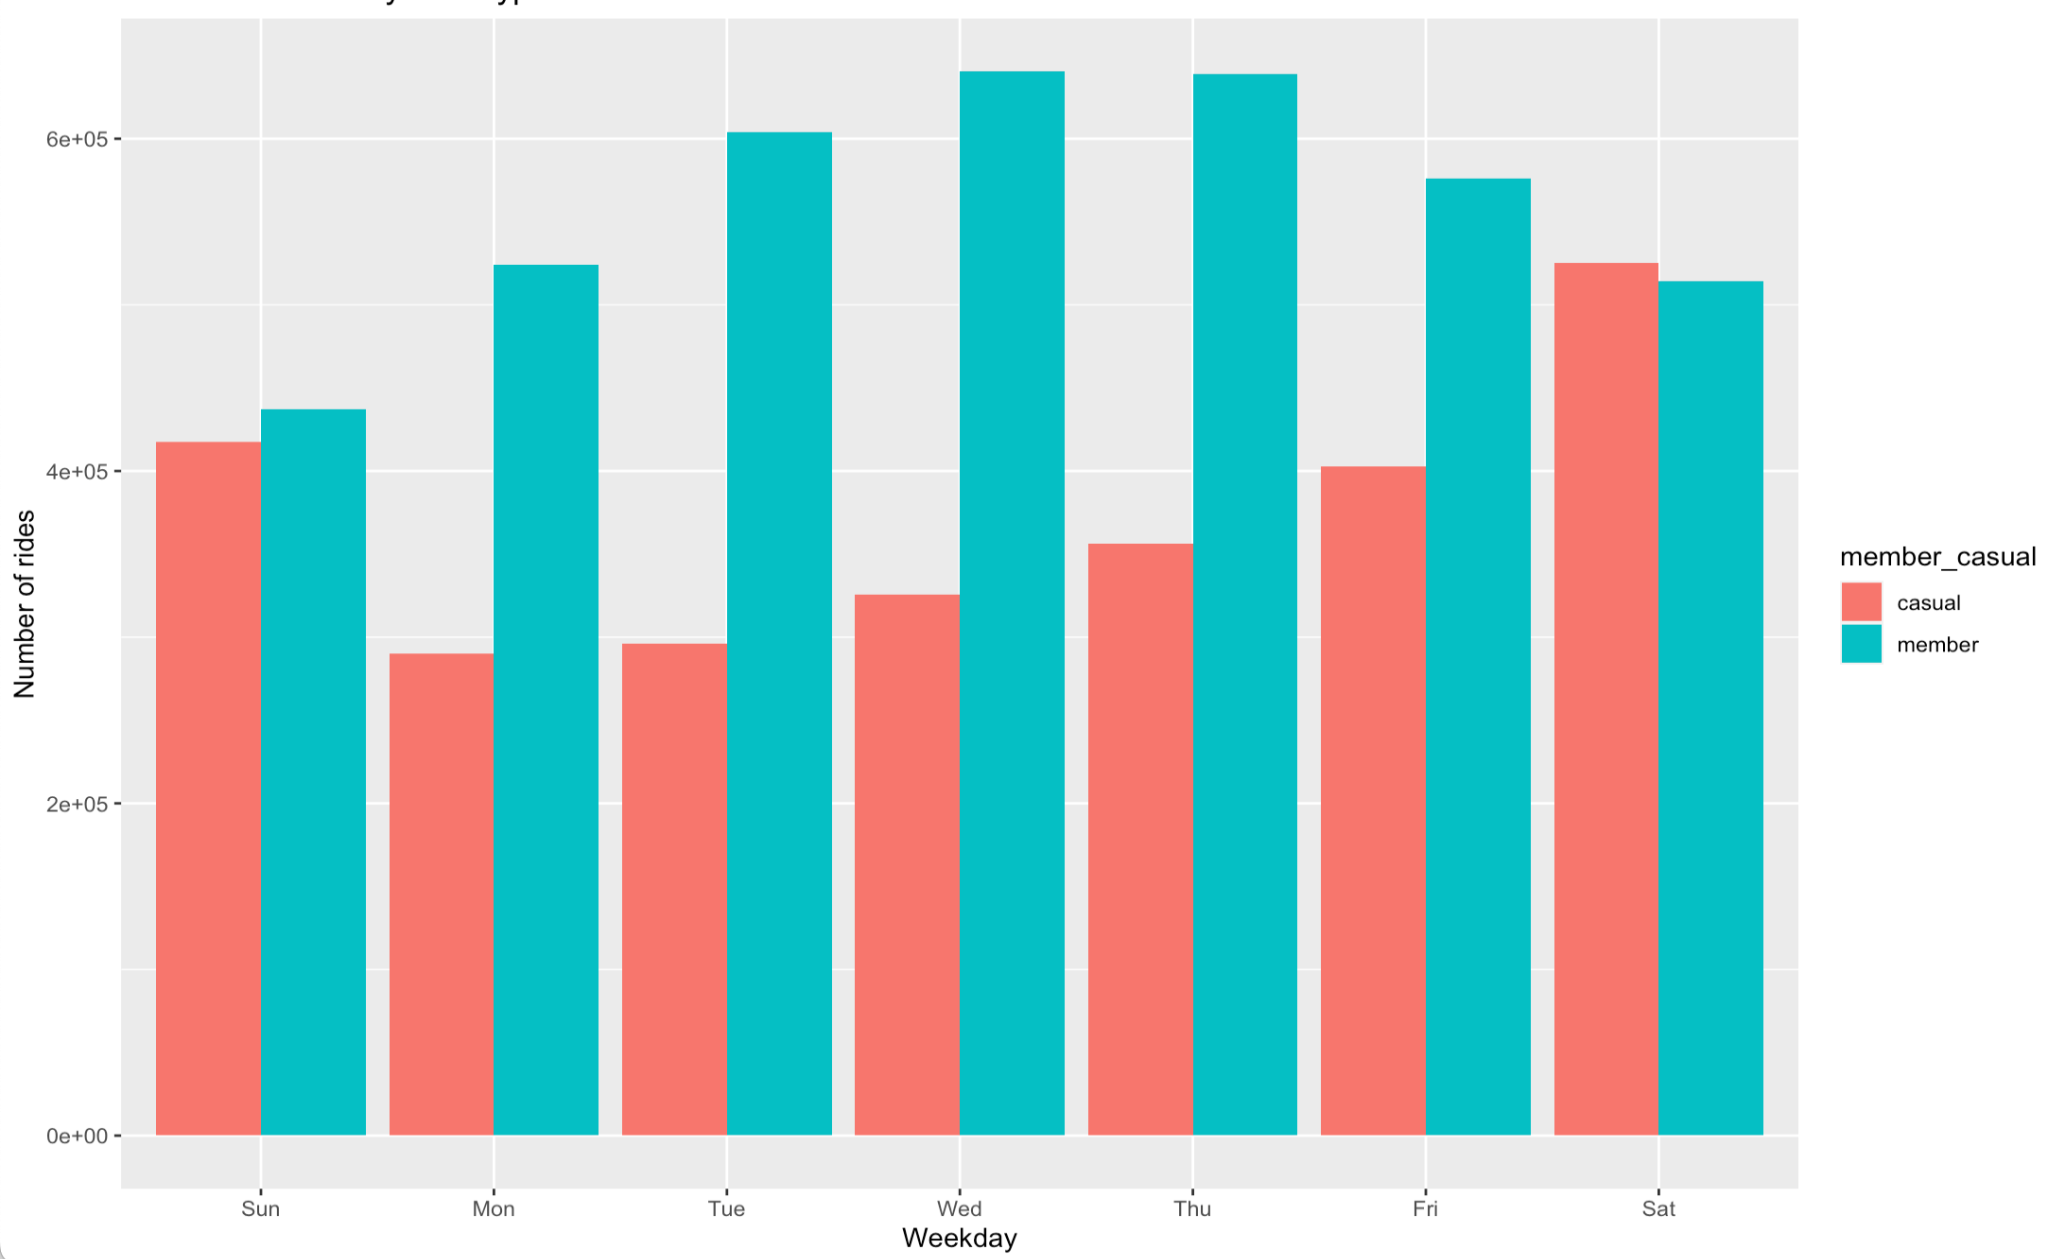 6e+05
4e+05
2e+05
0e+00
Number of rides
Sun Mon Tue Wed Thu Fri Sat
Weekday
member_casual
casual
member